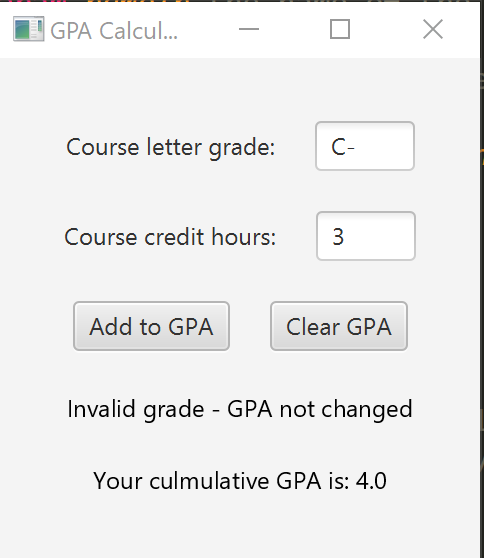 GPA Calcul...
Course letter grade: C-
Course credit hours: 3
Add to GPA Clear GPA
Invalid grade - GPA not changed
Your culmulative GPA is: 4.0